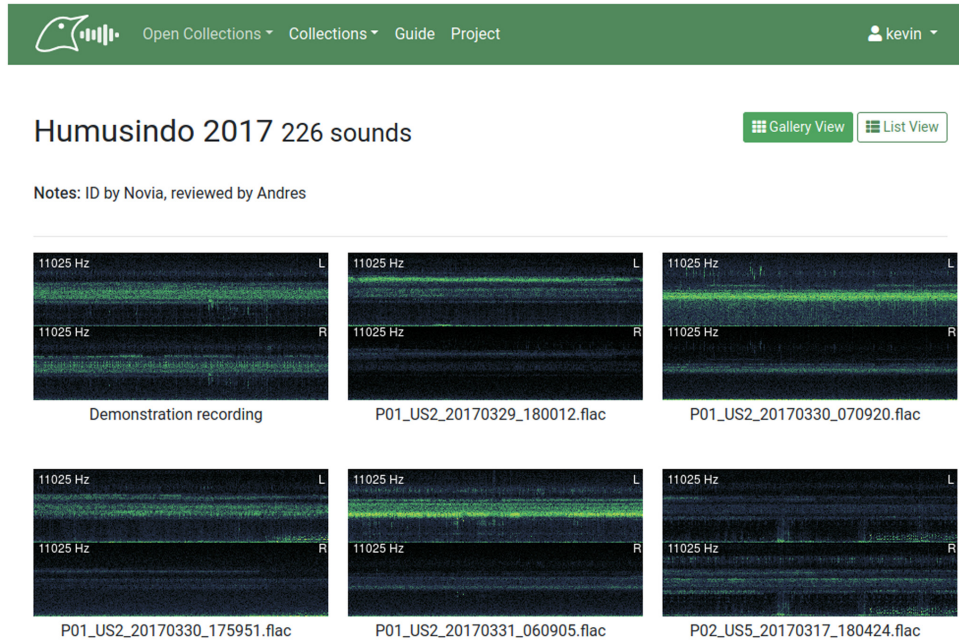 Open Collections Collections Guide Project kevin
Humusindo 2017 226 sounds Gallery View List View
Notes: ID by Novia, reviewed by Andres
11025 Hz L 11025 Hz L 11025 Hz L
11025 Hz R 11025 Hz R 11025 Hz R
Demonstration recording P01_US2_20170329_180012.flac P01_US2_20170330_070920.flac
11025 Hz L 11025 Hz L 11025 Hz L
11025 Hz R 11025 Hz R 11025 Hz R
P01_US2_20170330_175951.flac P01_US2_20170331_060905.flac P02_US5_20170317_180424.flac